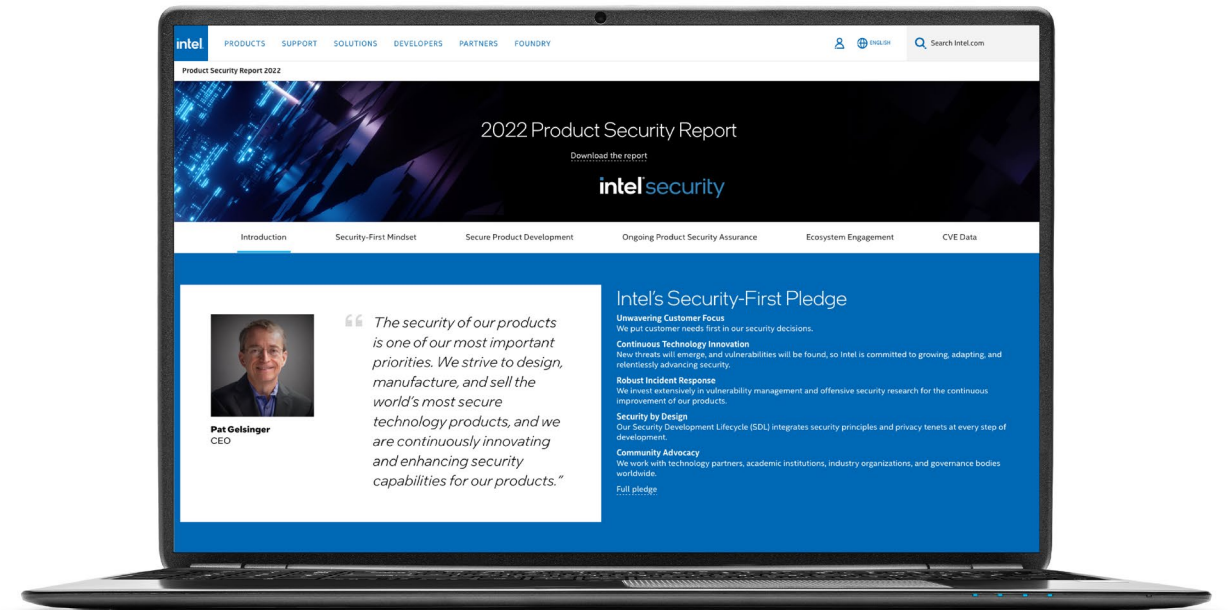 intel.
PRODUCTS SUPPORT SOLUTIONS DEVELOPERS PARTNERS FOUNDRY
ENGLISH
Search Intel.com
Product Security Report 2022
2022 Product Security Report
Download the report
intel security
Introduction Security-First Mindset Secure Product Development Ongoing Product Security Assurance Ecosystem Engagement CVE Data
“ The security of our products
is one of our most important
priorities. We strive to design,
manufacture, and sell the
world’s most secure
technology products, and we
are continuously innovating
and enhancing security
capabilities for our products.”
Pat Gelsinger
CEO
Intel’s Security-First Pledge
Unwavering Customer Focus
We put customer needs first in our security decisions.
Continuous Technology Innovation
New threats will emerge, and vulnerabilities will be found, so Intel is committed to growing, adapting, and
relentlessly advancing security.
Robust Incident Response
We invest extensively in vulnerability management and offensive security research for the continuous
improvement of our products.
Security by Design
Our Security Development Lifecycle (SDL) integrates security principles and privacy tenets at every step of
development.
Community Advocacy
We work with technology partners, academic institutions, industry organizations, and governance bodies
worldwide.
Full pledge